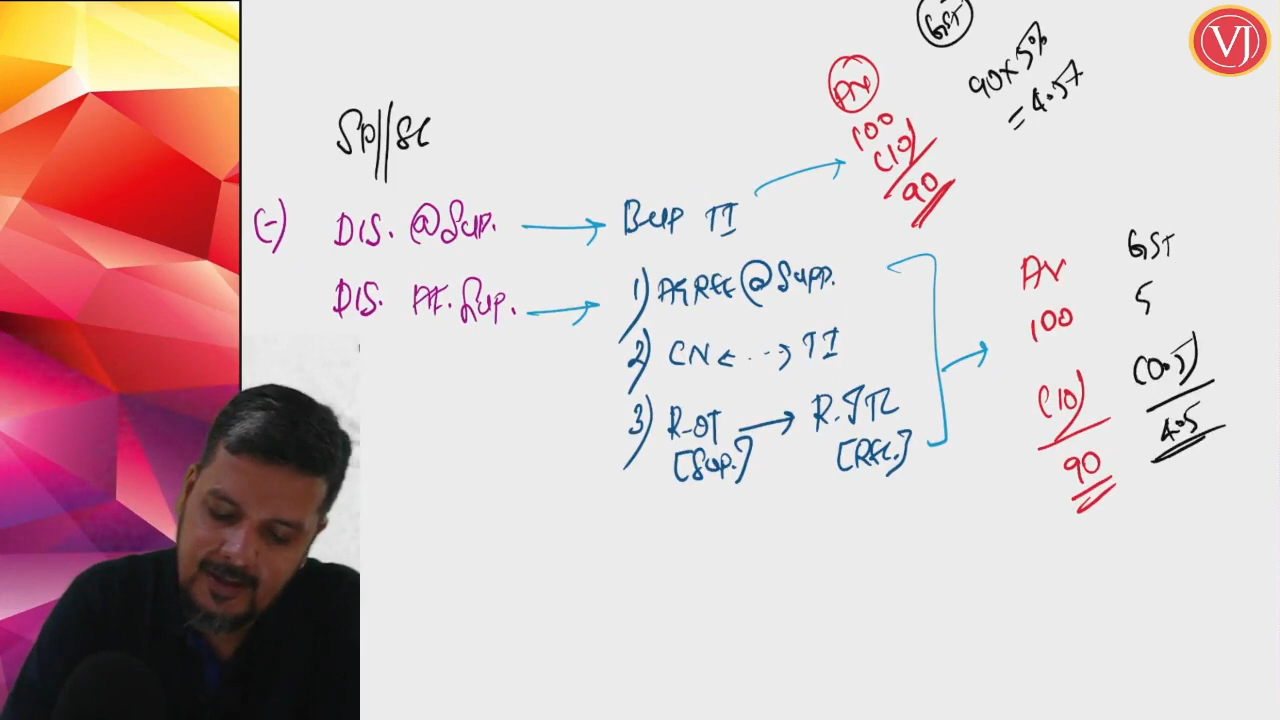 VJ
GST
90×5%
= 4.57
AV
100
(10)
90
SP//SC
(-) DIS. @Sup. → Bup TI
DIS. Af. Sup. → 1) AGREE @Supp.
2) CN ← ··→ TI
3) R-OT → R.ITC
[Sup.] [Rec.]
AV GST
100 5
(10) (0.5)
90 4.5